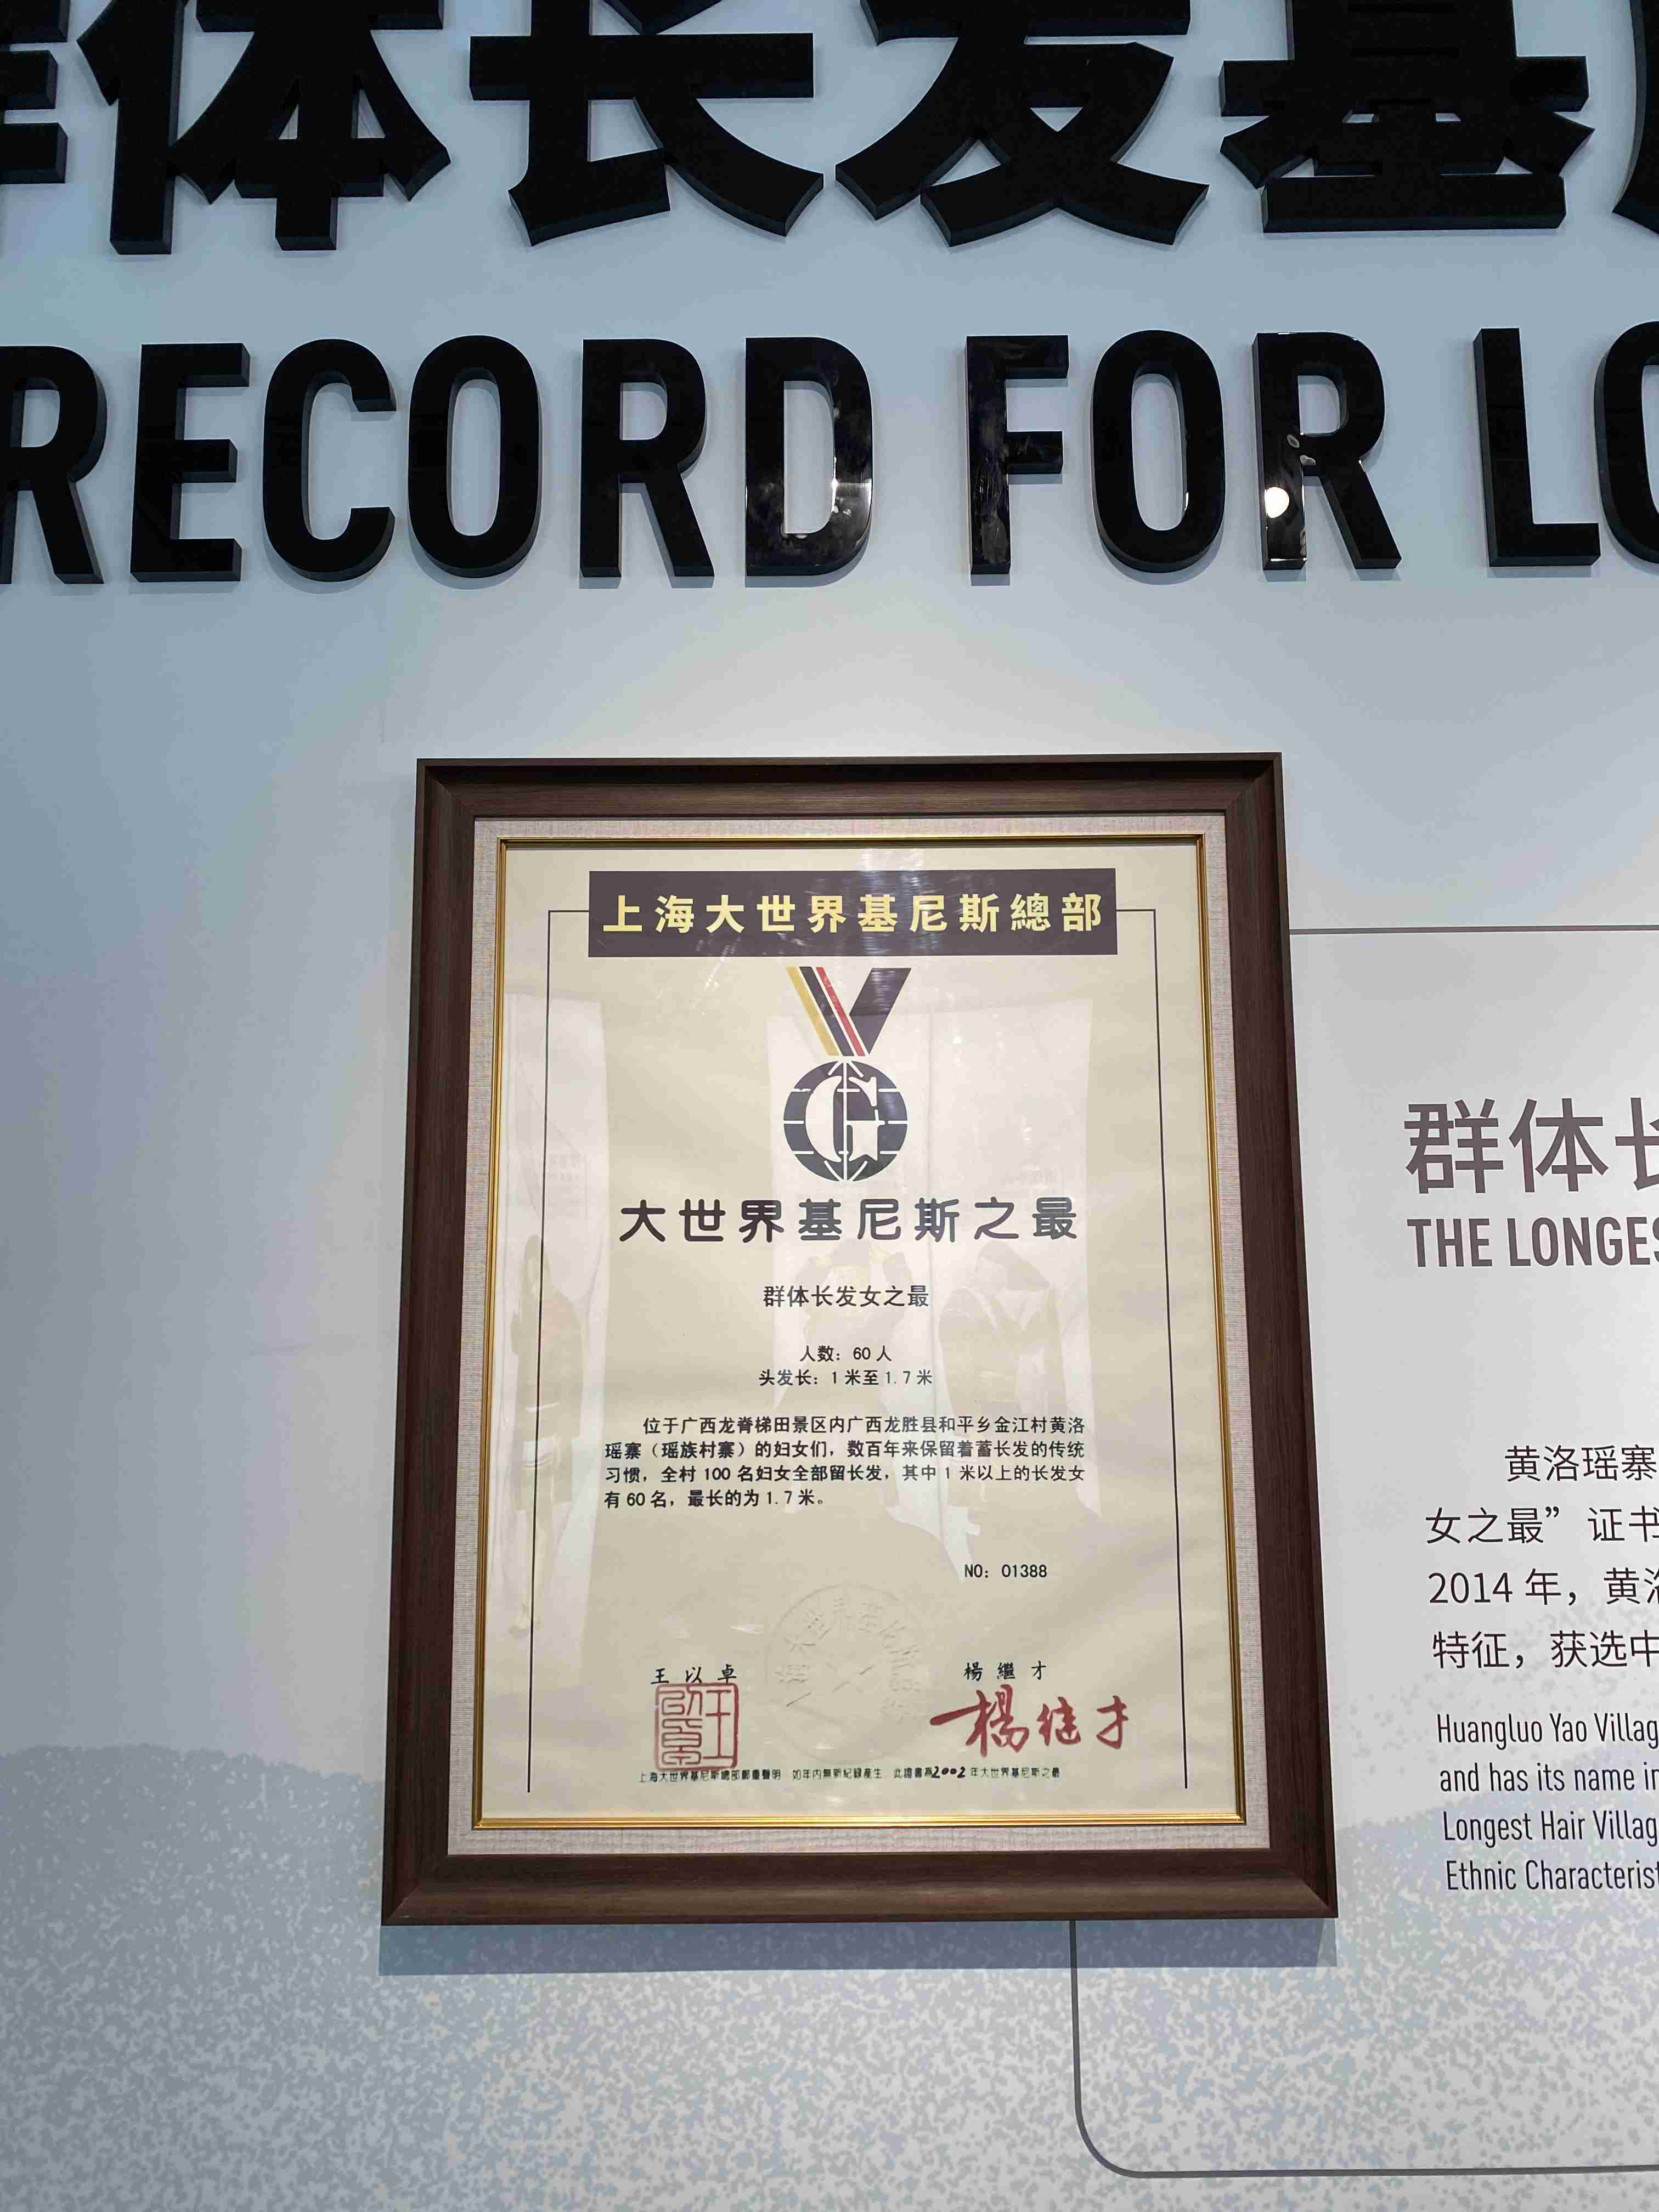 体长发基
RECORD FOR LO
上海大世界基尼斯總部
G
大世界基尼斯之最
群体长发女之最
人数：60 人
头发长：1 米至 1.7 米
位于广西龙脊梯田景区内广西龙胜县和平乡金江村黄洛
瑶寨（瑶族村寨）的妇女们，数百年来保留着蓄长发的传统
习惯，全村 100 名妇女全部留长发，其中 1 米以上的长发女
有 60 名，最长的为 1.7 米。
NO：01388
王以卓
楊繼才
楊继才
上海大世界基尼斯總部鄭重聲明 如年内無新紀録產生 此證書為2002年大世界基尼斯之最
群体长
THE LONGES
黄洛瑶寨
女之最”证书
2014 年，黄洛
特征，获选中
Huangluo Yao Villag
and has its name in
Longest Hair Villag
Ethnic Characterist